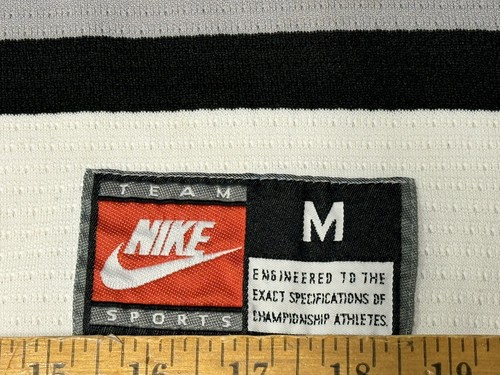 TEAM
NIKE
SPORTS
M
ENGINEERED TO THE
EXACT SPECIFICATIONS OF
CHAMPIONSHIP ATHLETES.
15 16 17 18 19